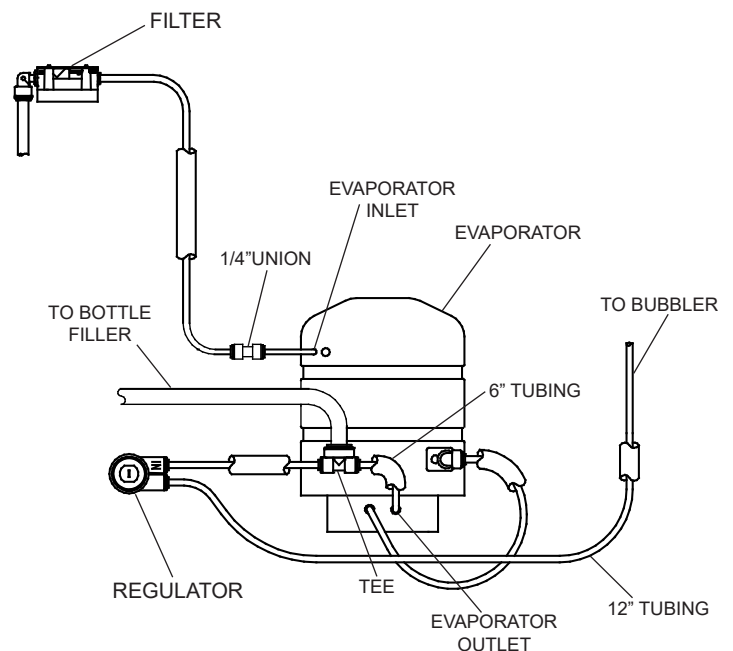 FILTER
EVAPORATOR
INLET
EVAPORATOR
1/4”UNION
TO BOTTLE
FILLER
TO BUBBLER
6” TUBING
IN
REGULATOR
TEE
EVAPORATOR
OUTLET
12” TUBING